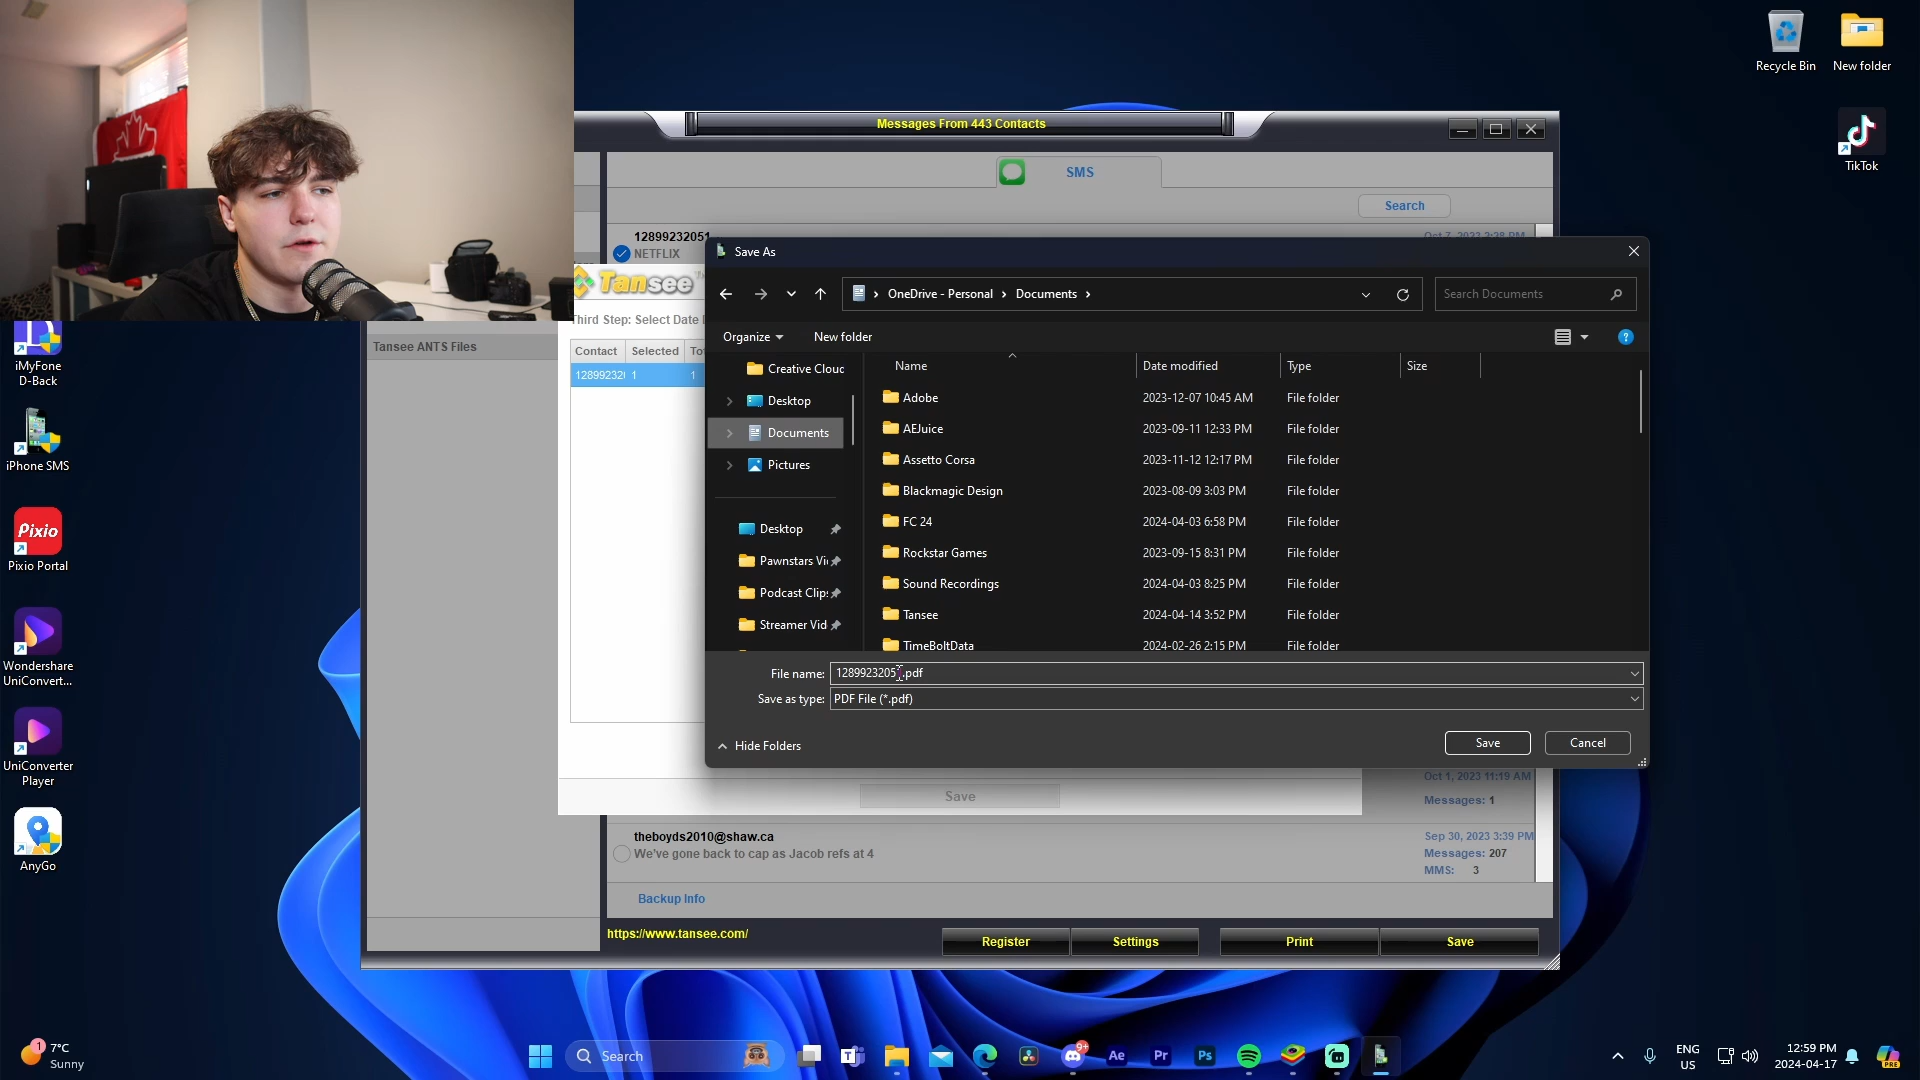 Recycle Bin
New folder
TikTok
Messages From 443 Contacts
SMS
Search
12899232051
NETFLIX
Tansee
Third Step: Select Date
Contact Selected
1 1
Tansee ANTS Files
Save As
OneDrive - Personal › Documents ›
Search Documents
Organize
New folder
Name Date modified Type Size
Creative Cloud
Desktop
Documents
Pictures
Desktop
Adobe 2023-12-07 10:45 AM File folder
AEJuice 2023-09-11 12:33 PM File folder
Assetto Corsa 2023-11-12 12:17 PM File folder
Blackmagic Design 2023-08-09 3:03 PM File folder
FC 24 2024-04-03 6:58 PM File folder
Rockstar Games 2023-09-15 8:31 PM File folder
Sound Recordings 2024-04-03 8:25 PM File folder
Tansee 2024-04-14 3:52 PM File folder
TimeBoltData 2024-02-26 2:15 PM File folder
Pawnstars Vi
Podcast Clips
Streamer Vid
File name: .pdf
Save as type: PDF File (*.pdf)
Hide Folders
Save
Cancel
Save
Oct 1, 2023 11:19 AM
Messages: 1
theboyds2010@shaw.ca
We've gone back to cap as Jacob refs at 4
Sep 30, 2023 3:39 PM
Messages: 207
MMS: 3
Backup Info
https://www.tansee.com/
Register
Settings
Print
Save
iMyFone
D-Back
iPhone SMS
Pixio
Pixio Portal
Wondershare
UniConvert...
UniConverter
Player
AnyGo
1
7°C
Sunny
Search
T
9+
Ae
Pr
Ps
ENG
US
12:59 PM
2024-04-17
PRE